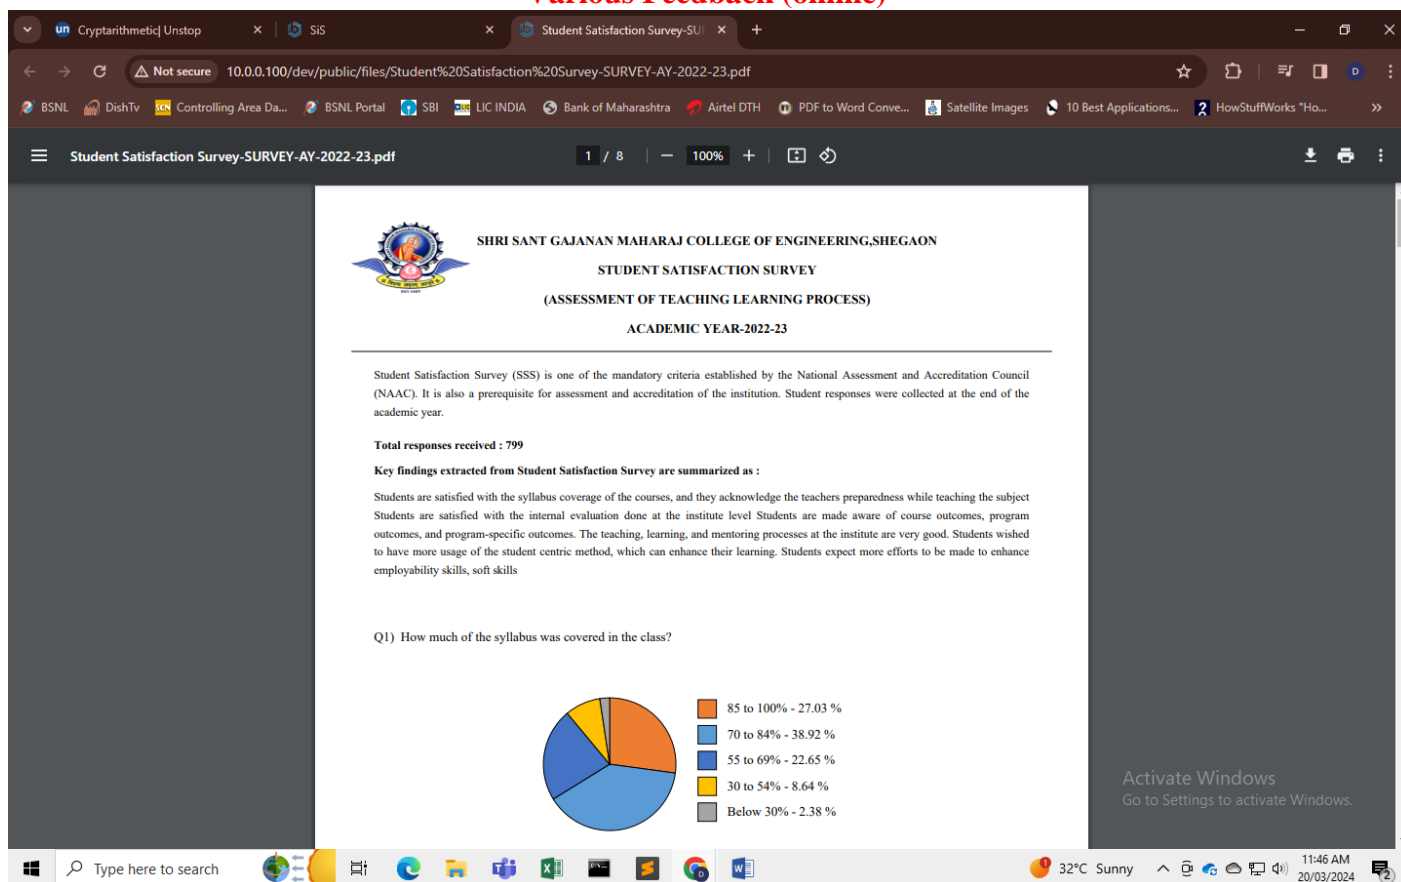 Various Feedback (online)
Cryptarithmetic| Unstop
SiS
Student Satisfaction Survey-SUF
Not secure 10.0.0.100/dev/public/files/Student%20Satisfaction%20Survey-SURVEY-AY-2022-23.pdf
BSNL DishTv Controlling Area Da... BSNL Portal SBI LIC INDIA Bank of Maharashtra Airtel DTH PDF to Word Conve... Satellite Images 10 Best Applications... HowStuffWorks "Ho... »
Student Satisfaction Survey-SURVEY-AY-2022-23.pdf 1 / 8 100%
SHRI SANT GAJANAN MAHARAJ COLLEGE OF ENGINEERING,SHEGAON
STUDENT SATISFACTION SURVEY
(ASSESSMENT OF TEACHING LEARNING PROCESS)
ACADEMIC YEAR-2022-23
Student Satisfaction Survey (SSS) is one of the mandatory criteria established by the National Assessment and Accreditation Council
(NAAC). It is also a prerequisite for assessment and accreditation of the institution. Student responses were collected at the end of the
academic year.
Total responses received : 799
Key findings extracted from Student Satisfaction Survey are summarized as :
Students are satisfied with the syllabus coverage of the courses, and they acknowledge the teachers preparedness while teaching the subject
Students are satisfied with the internal evaluation done at the institute level Students are made aware of course outcomes, program
outcomes, and program-specific outcomes. The teaching, learning, and mentoring processes at the institute are very good. Students wished
to have more usage of the student centric method, which can enhance their learning. Students expect more efforts to be made to enhance
employability skills, soft skills
Q1) How much of the syllabus was covered in the class?
85 to 100% - 27.03 %
70 to 84% - 38.92 %
55 to 69% - 22.65 %
30 to 54% - 8.64 %
Below 30% - 2.38 %
Activate Windows
Go to Settings to activate Windows.
Type here to search
32°C Sunny
11:46 AM
20/03/2024